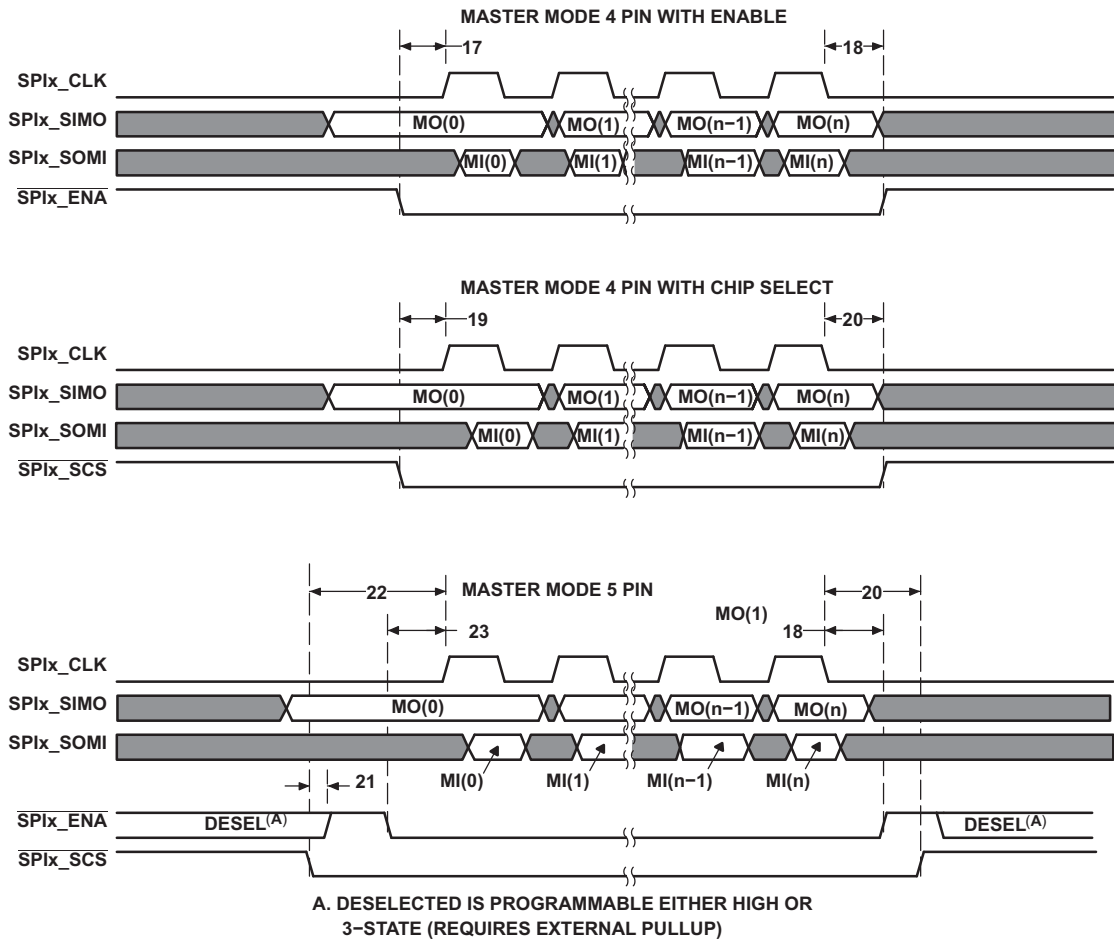 MASTER MODE 4 PIN WITH ENABLE
17
18
SPIx_CLK
SPIx_SIMO
MO(0)
MO(1)
MO(n−1)
MO(n)
SPIx_SOMI
MI(0)
MI(1)
MI(n−1)
MI(n)
SPIx_ENA
MASTER MODE 4 PIN WITH CHIP SELECT
19
20
SPIx_CLK
SPIx_SIMO
MO(0)
MO(1)
MO(n−1)
MO(n)
SPIx_SOMI
MI(0)
MI(1)
MI(n−1)
MI(n)
SPIx_SCS
22
MASTER MODE 5 PIN
20
MO(1)
23
18
SPIx_CLK
SPIx_SIMO
MO(0)
MO(n−1)
MO(n)
SPIx_SOMI
MI(0)
MI(1)
MI(n−1)
MI(n)
21
SPIx_ENA
DESEL(A)
DESEL(A)
SPIx_SCS
A. DESELECTED IS PROGRAMMABLE EITHER HIGH OR
3−STATE (REQUIRES EXTERNAL PULLUP)